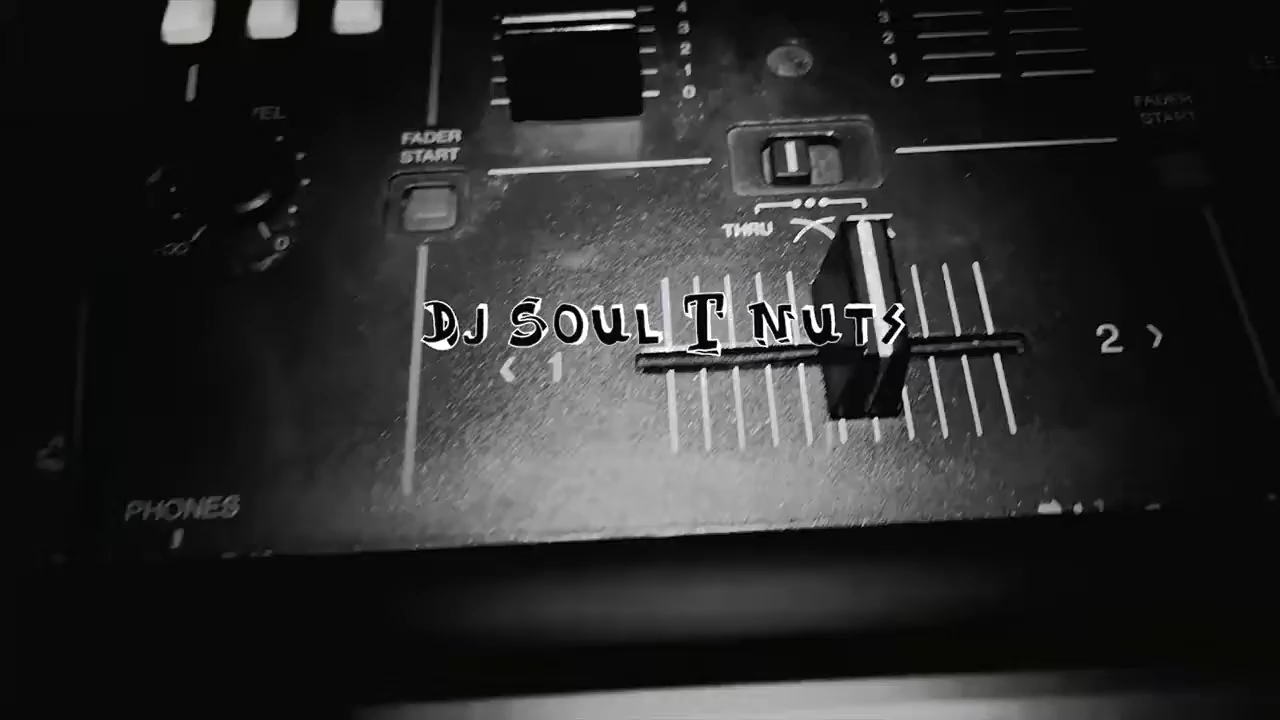 4
3 3
2 2
1 1
0 0
FADER
START
FADER
START
THRU
0
DJ SOUL T NUTS
< 1
2 >
PHONES